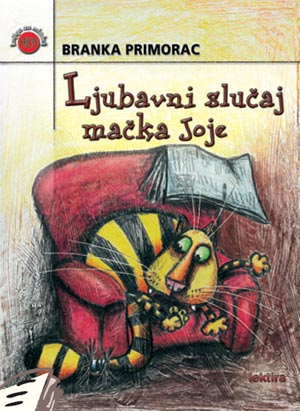 BRANKA PRIMORAC
Ljubavni slučaj
mačka Joje
lektira